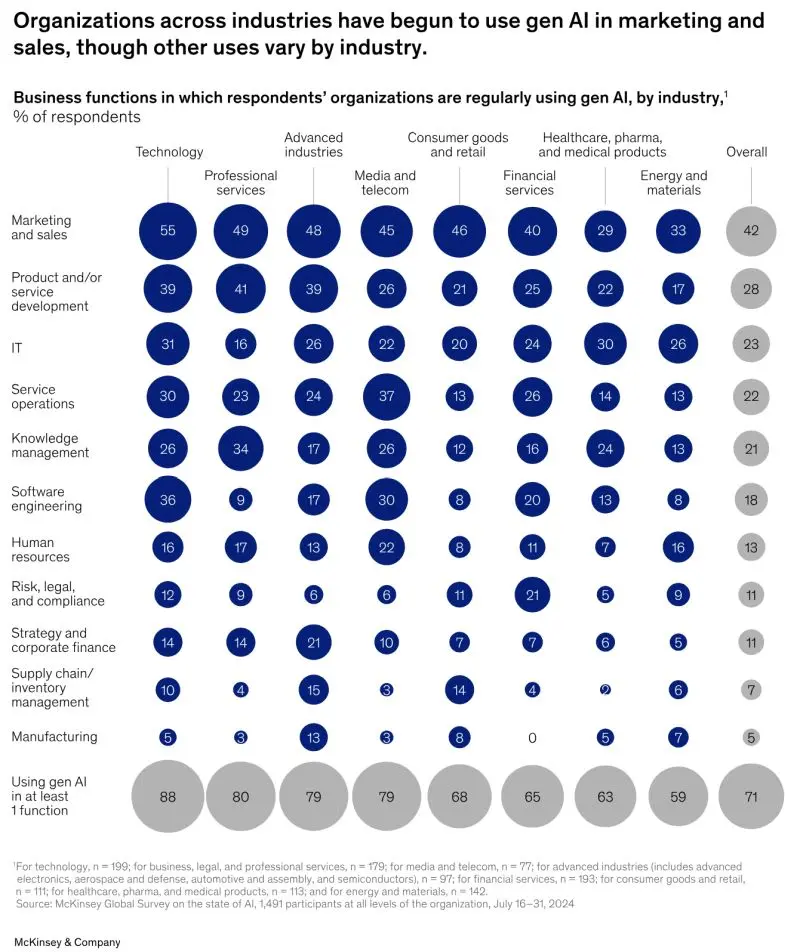 Organizations across industries have begun to use gen AI in marketing and
sales, though other uses vary by industry.
Business functions in which respondents’ organizations are regularly using gen AI, by industry,¹
% of respondents
Technology
Professional
services
Advanced
industries
Media and
telecom
Consumer goods
and retail
Financial
services
Healthcare, pharma,
and medical products
Energy and
materials
Overall
Marketing
and sales
55 49 48 45 46 40 29 33 42
Product and/or
service
development
39 41 39 26 21 25 22 17 28
IT
31 16 26 22 20 24 30 26 23
Service
operations
30 23 24 37 13 26 14 13 22
Knowledge
management
26 34 17 26 12 16 24 13 21
Software
engineering
36 9 17 30 8 20 13 8 18
Human
resources
16 17 13 22 8 11 7 16 13
Risk, legal,
and compliance
12 9 6 6 11 21 5 9 11
Strategy and
corporate finance
14 14 21 10 7 7 6 5 11
Supply chain/
inventory
management
10 4 15 3 14 4 2 6 7
Manufacturing
5 3 13 3 8 0 5 7 5
Using gen AI
in at least
1 function
88 80 79 79 68 65 63 59 71
¹For technology, n = 199; for business, legal, and professional services, n = 179; for media and telecom, n = 77; for advanced industries (includes advanced
electronics, aerospace and defense, automotive and assembly, and semiconductors), n = 97; for financial services, n = 193; for consumer goods and retail,
n = 111; for healthcare, pharma, and medical products, n = 113; and for energy and materials, n = 142.
Source: McKinsey Global Survey on the state of AI, 1,491 participants at all levels of the organization, July 16–31, 2024
McKinsey & Company